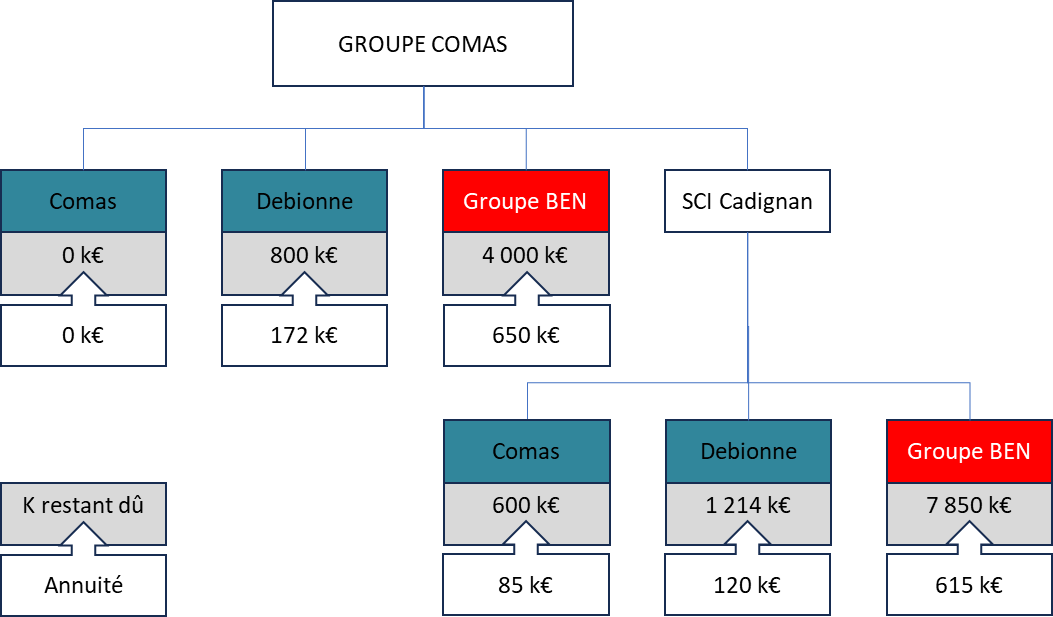 GROUPE COMAS
Comas
Debionne
Groupe BEN
SCI Cadignan
0 k€
800 k€
4 000 k€
0 k€
172 k€
650 k€
Comas
Debionne
Groupe BEN
K restant dû
600 k€
1 214 k€
7 850 k€
Annuité
85 k€
120 k€
615 k€